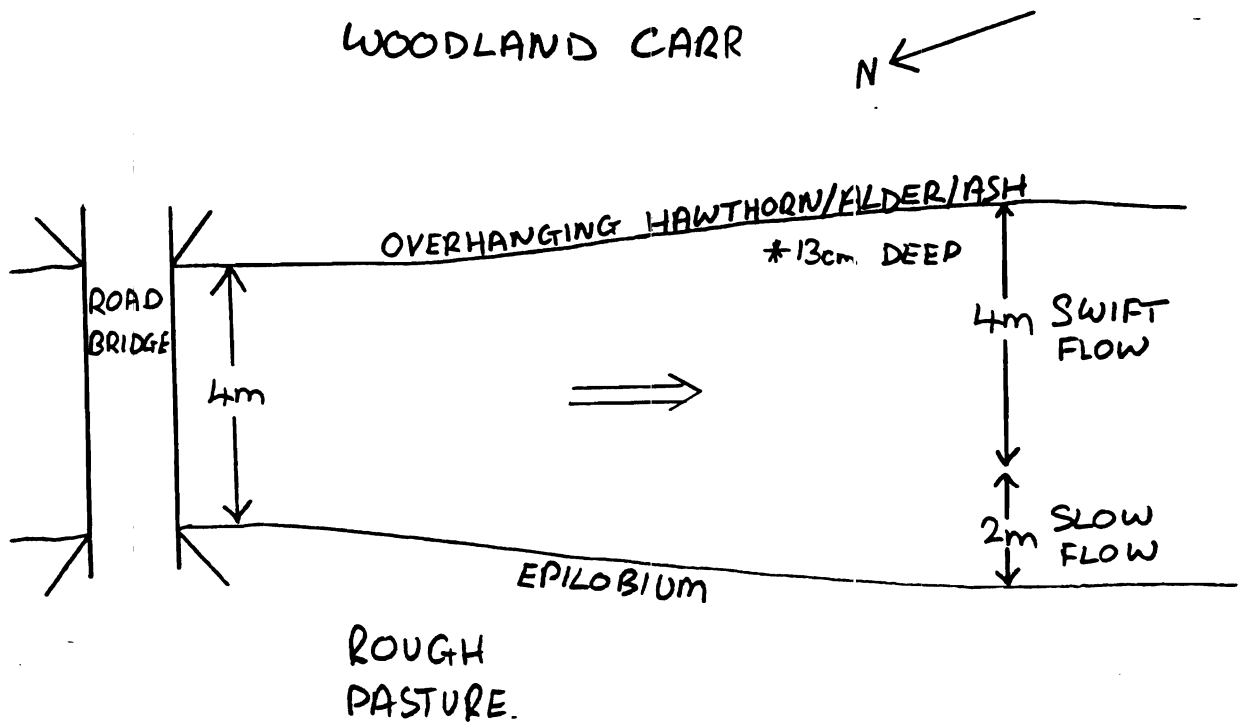 WOODLAND CARR
N
OVERHANGING HAWTHORN/ELDER/ASH
*13cm. DEEP
ROAD
BRIDGE
4m
4m SWIFT
FLOW
2m SLOW
FLOW
EPILOBIUM
ROUGH
PASTURE.